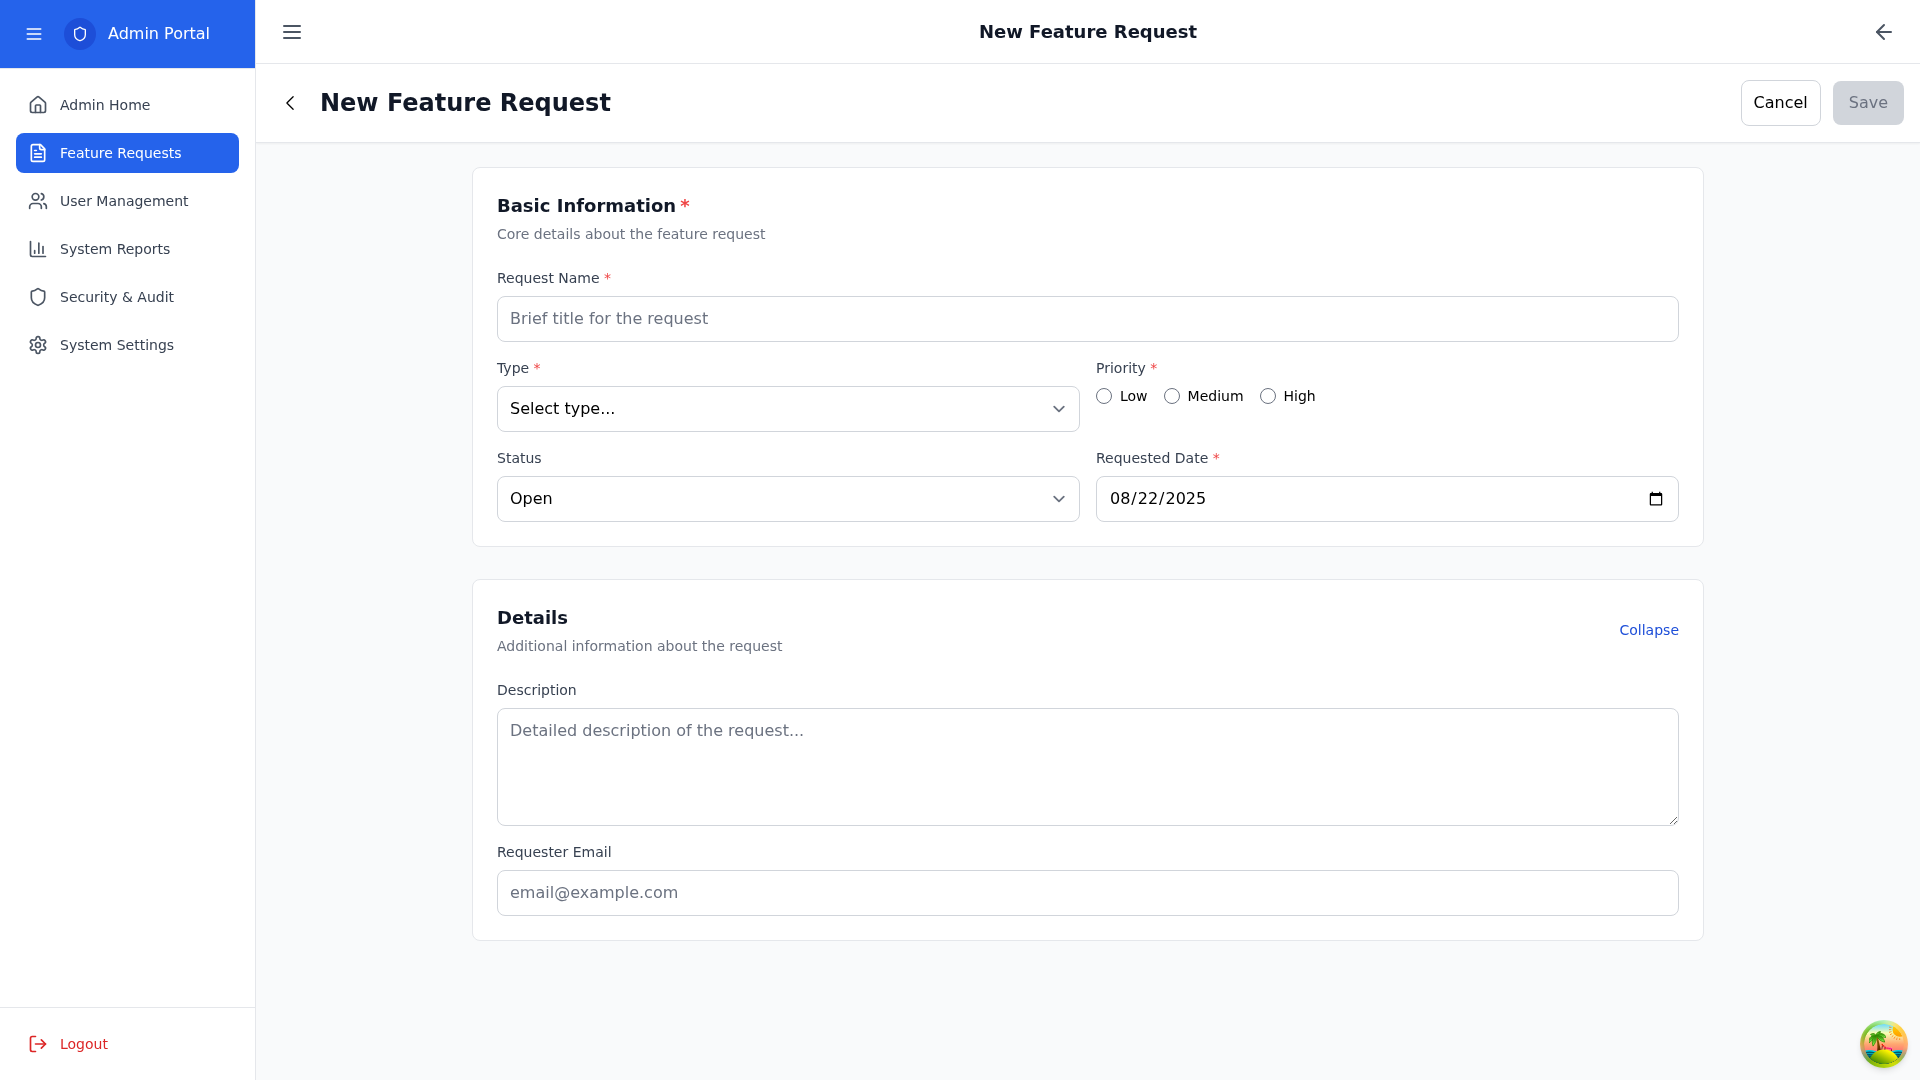 Admin Portal
New Feature Request
Admin Home
Feature Requests
User Management
System Reports
Security & Audit
System Settings
Logout
New Feature Request
Cancel
Save
Basic Information *
Core details about the feature request
Request Name *
Brief title for the request
Type *
Select type...
Priority *
Low
Medium
High
Status
Open
Requested Date *
08/22/2025
Details
Additional information about the request
Collapse
Description
Detailed description of the request...
Requester Email
email@example.com